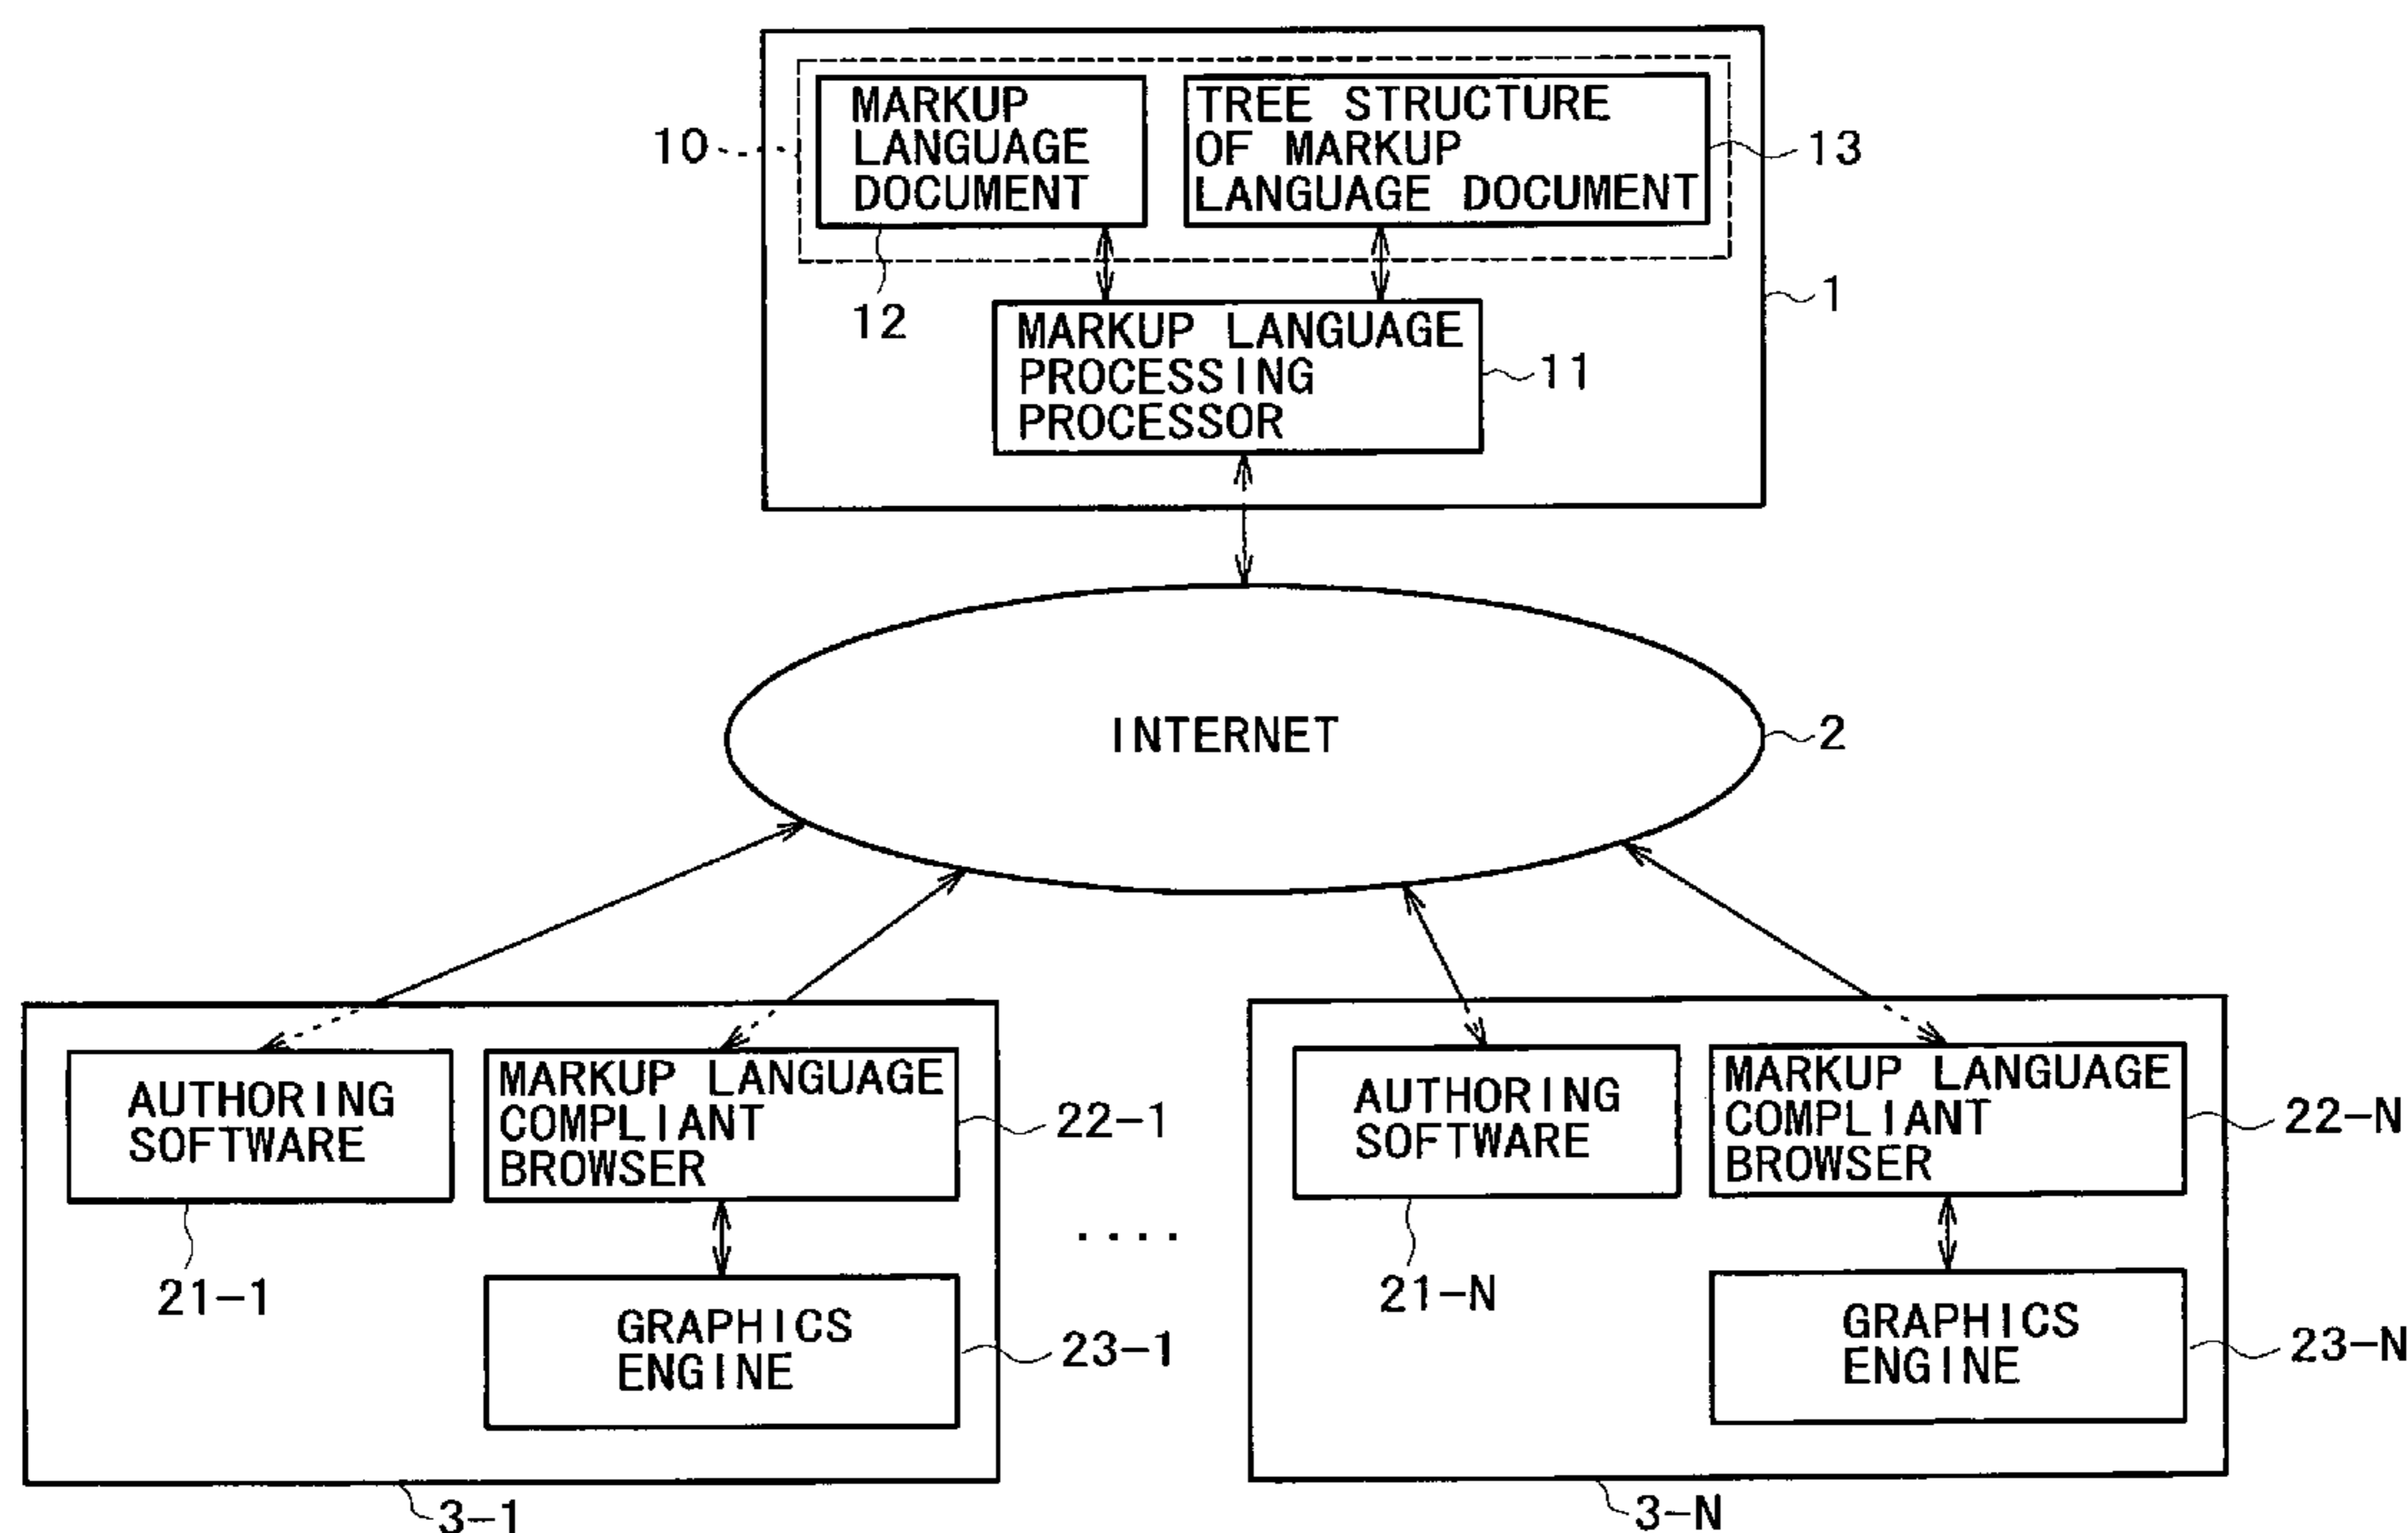 MARKUP
LANGUAGE
DOCUMENT
TREE STRUCTURE
OF MARKUP
LANGUAGE DOCUMENT
10
13
12
1
MARKUP LANGUAGE
PROCESSING
PROCESSOR
11
INTERNET
2
AUTHORING
SOFTWARE
21-1
MARKUP LANGUAGE
COMPLIANT
BROWSER
22-1
GRAPHICS
ENGINE
23-1
3-1
....
AUTHORING
SOFTWARE
21-N
MARKUP LANGUAGE
COMPLIANT
BROWSER
22-N
GRAPHICS
ENGINE
23-N
3-N